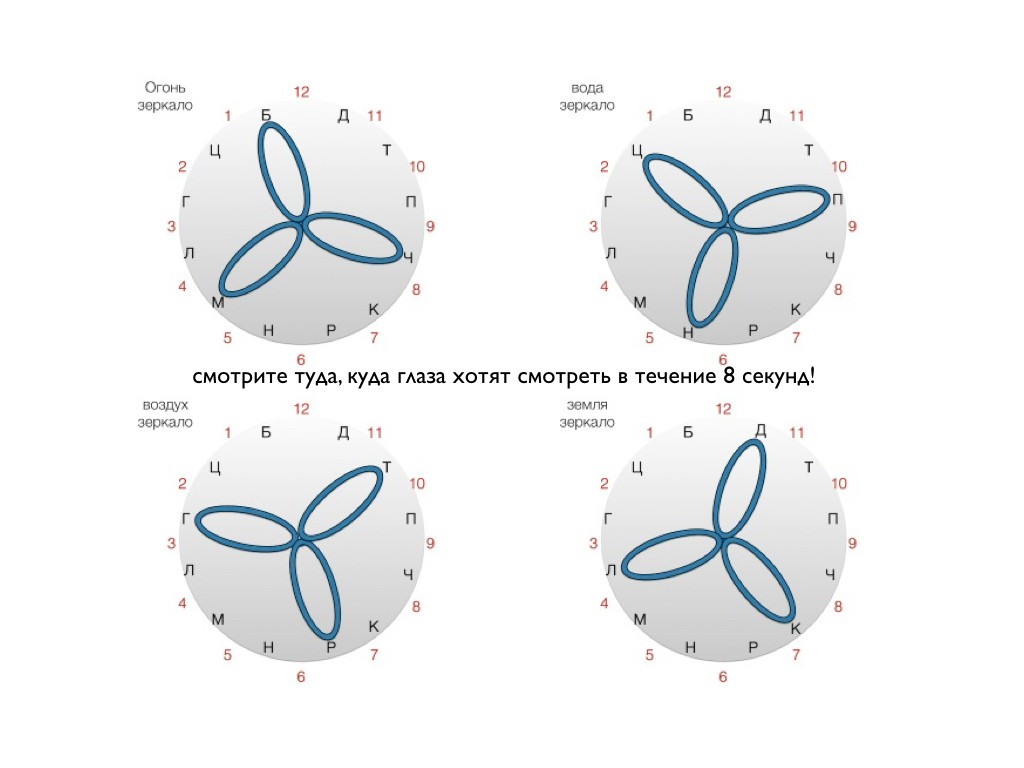 Огонь
зеркало
12
1 Б Д 11
Ц Т
2 10
Г П
3 9
Л Ч
4 8
М К
5 Н Р 7
6
вода
зеркало
12
1 Б Д 11
Ц Т
2 10
Г П
3 9
Л Ч
4 8
М К
5 Н Р 7
6
смотрите туда, куда глаза хотят смотреть в течение 8 секунд!
воздух
зеркало
12
1 Б Д 11
Ц Т
2 10
Г П
3 9
Л Ч
4 8
М К
5 Н Р 7
6
земля
зеркало
12
1 Б Д 11
Ц Т
2 10
Г П
3 9
Л Ч
4 8
М К
5 Н Р 7
6